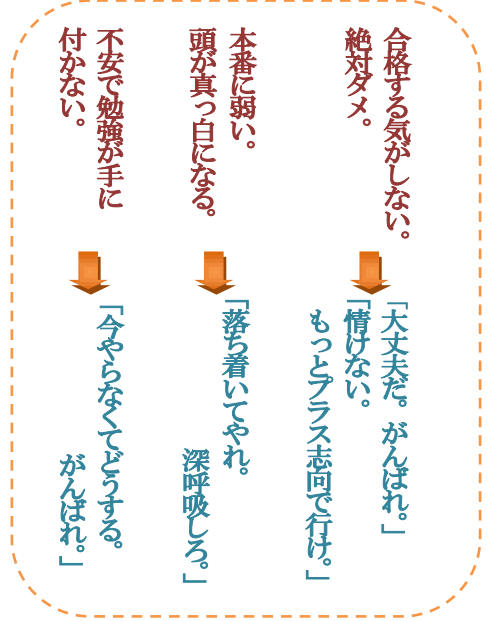 合格する気がしない。
絶対ダメ。
「大丈夫だ。がんばれ。」
「情けない。
もっとプラス志向で行け。」
本番に弱い。
頭が真っ白になる。
「落ち着いてやれ。
深呼吸しろ。」
不安で勉強が手に
付かない。
「今やらなくてどうする。
がんばれ。」